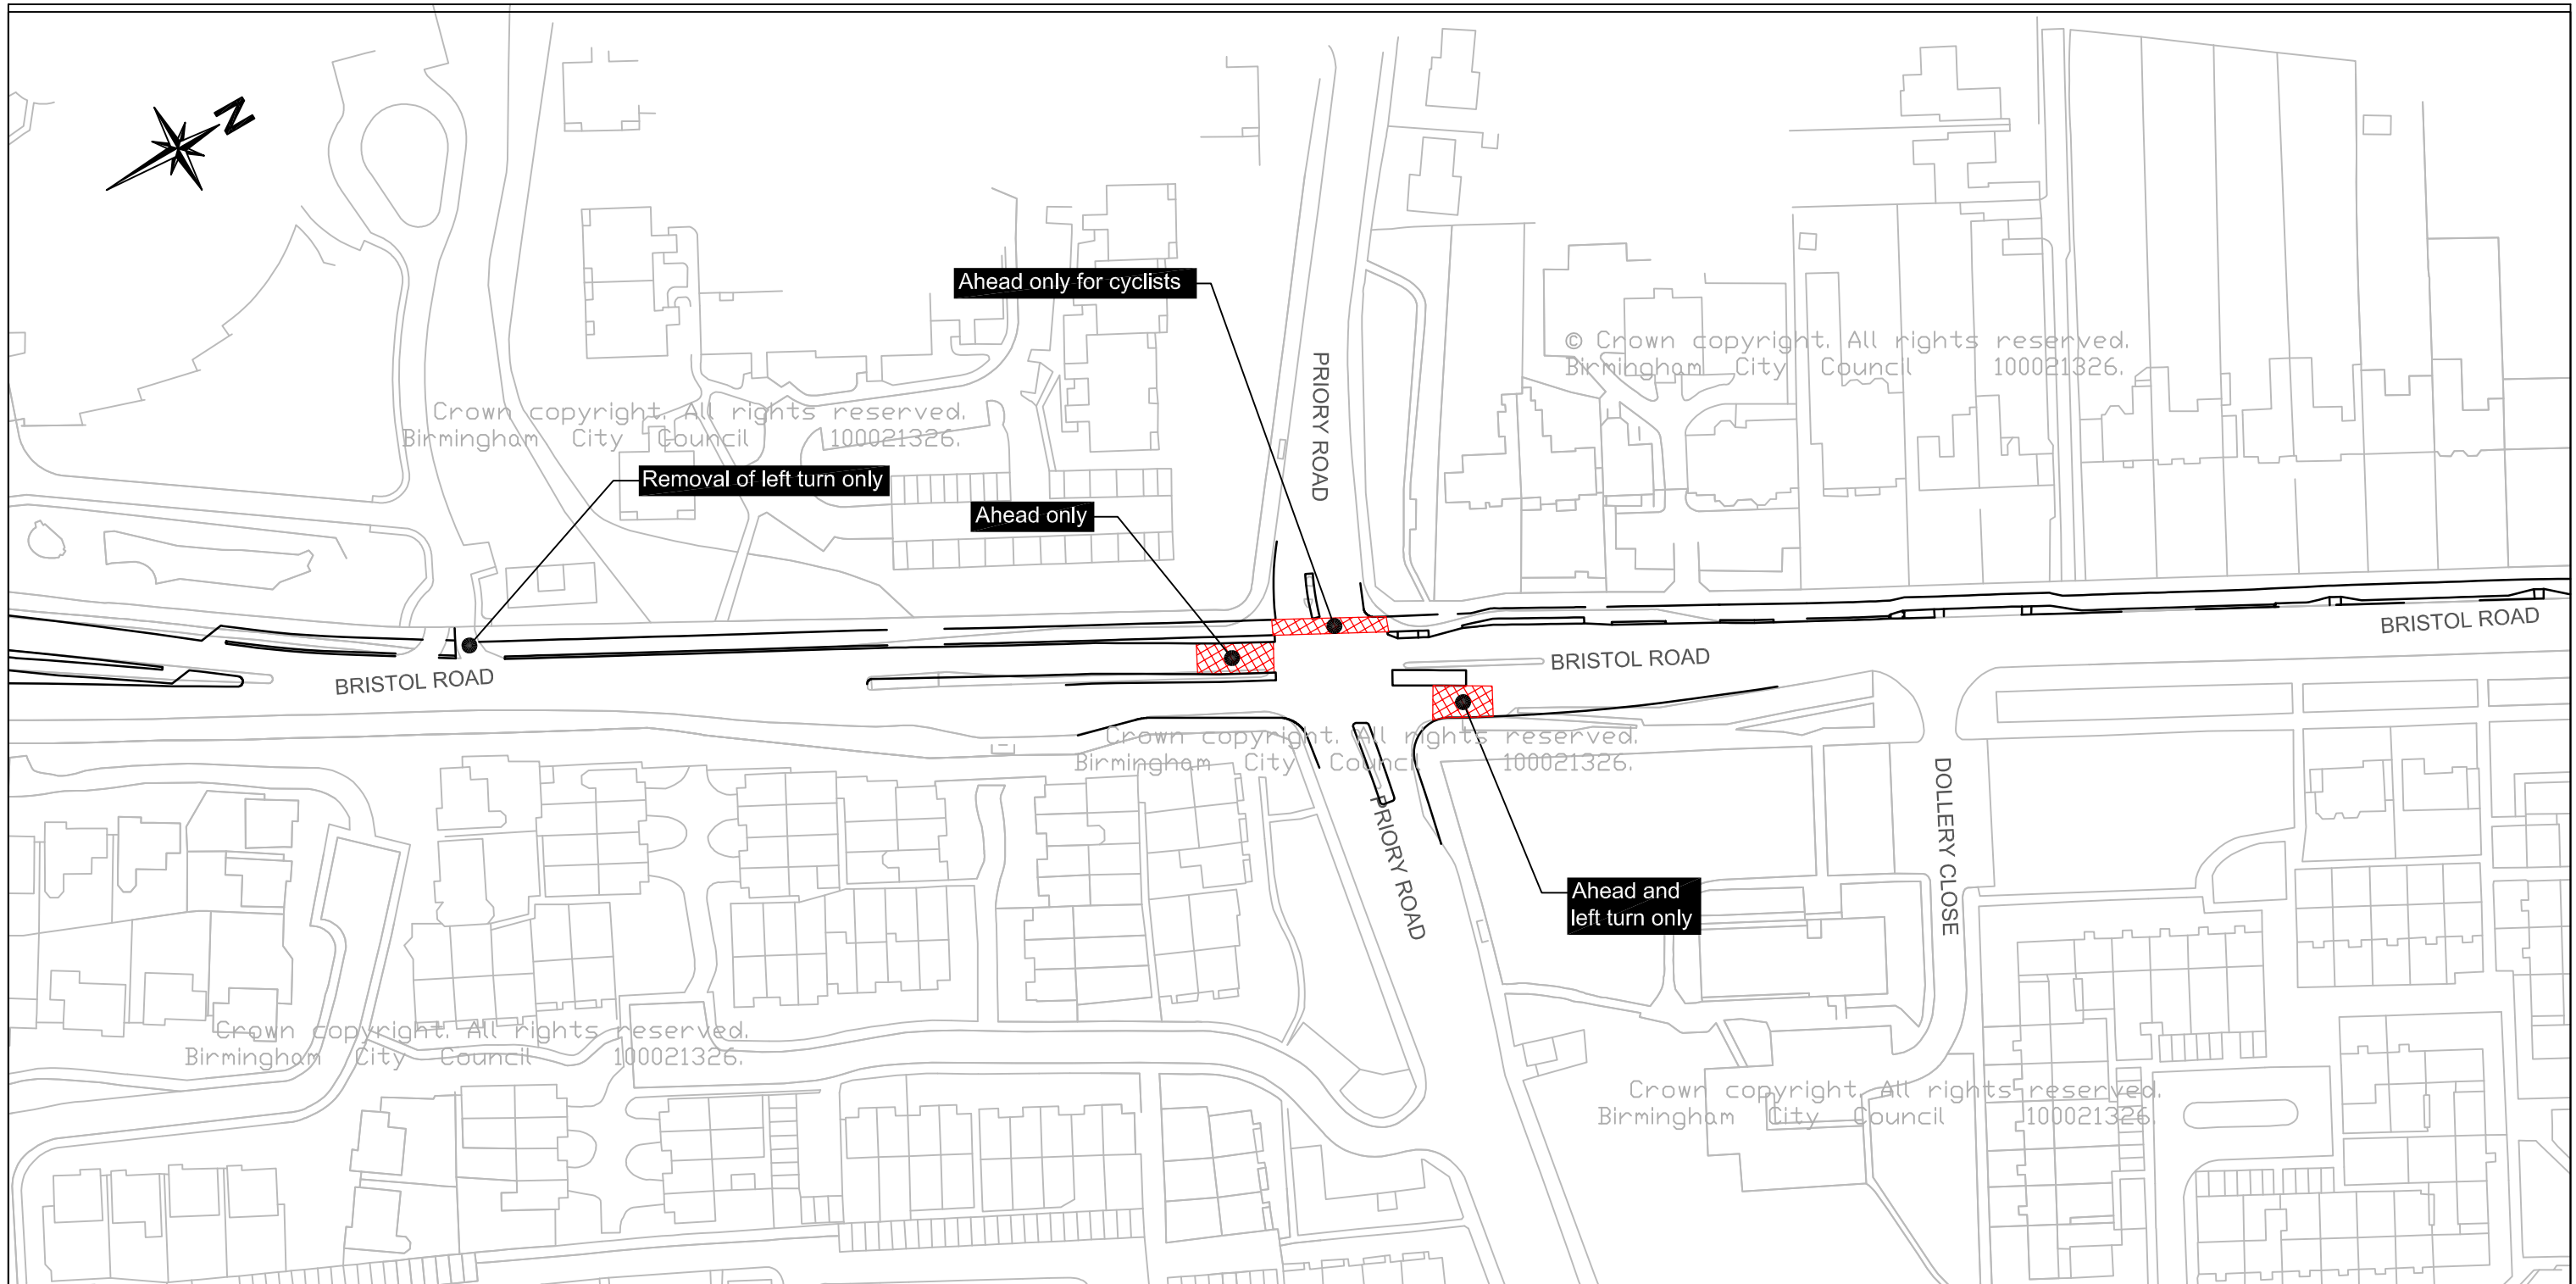 N
Ahead only for cyclists
PRIORY ROAD
© Crown copyright. All rights reserved.
Birmingham City Council 100021326.
Crown copyright. All rights reserved.
Birmingham City Council 100021326.
Removal of left turn only
Ahead only
BRISTOL ROAD
BRISTOL ROAD
BRISTOL ROAD
Crown copyright. All rights reserved.
Birmingham City Council 100021326.
PRIORY ROAD
DOLLERY CLOSE
Ahead and
left turn only
Crown copyright. All rights reserved.
Birmingham City Council 100021326.
Crown copyright. All rights reserved.
Birmingham City Council 100021326.